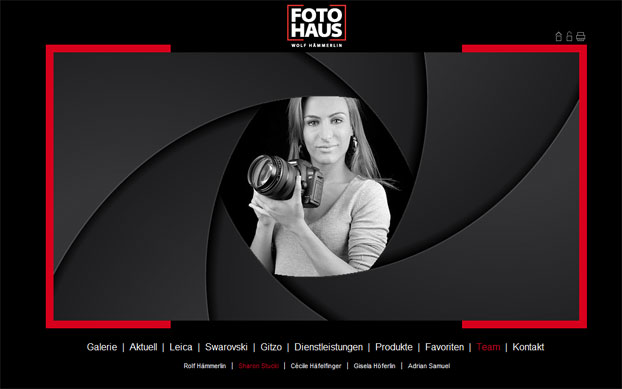 FOTO
HAUS
WOLF HÄMMERLIN
Galerie | Aktuell | Leica | Swarovski | Gitzo | Dienstleistungen | Produkte | Favoriten | Team | Kontakt
Rolf Hämmerlin | Sharon Stucki | Cécile Häfelfinger | Gisela Höferlin | Adrian Samuel